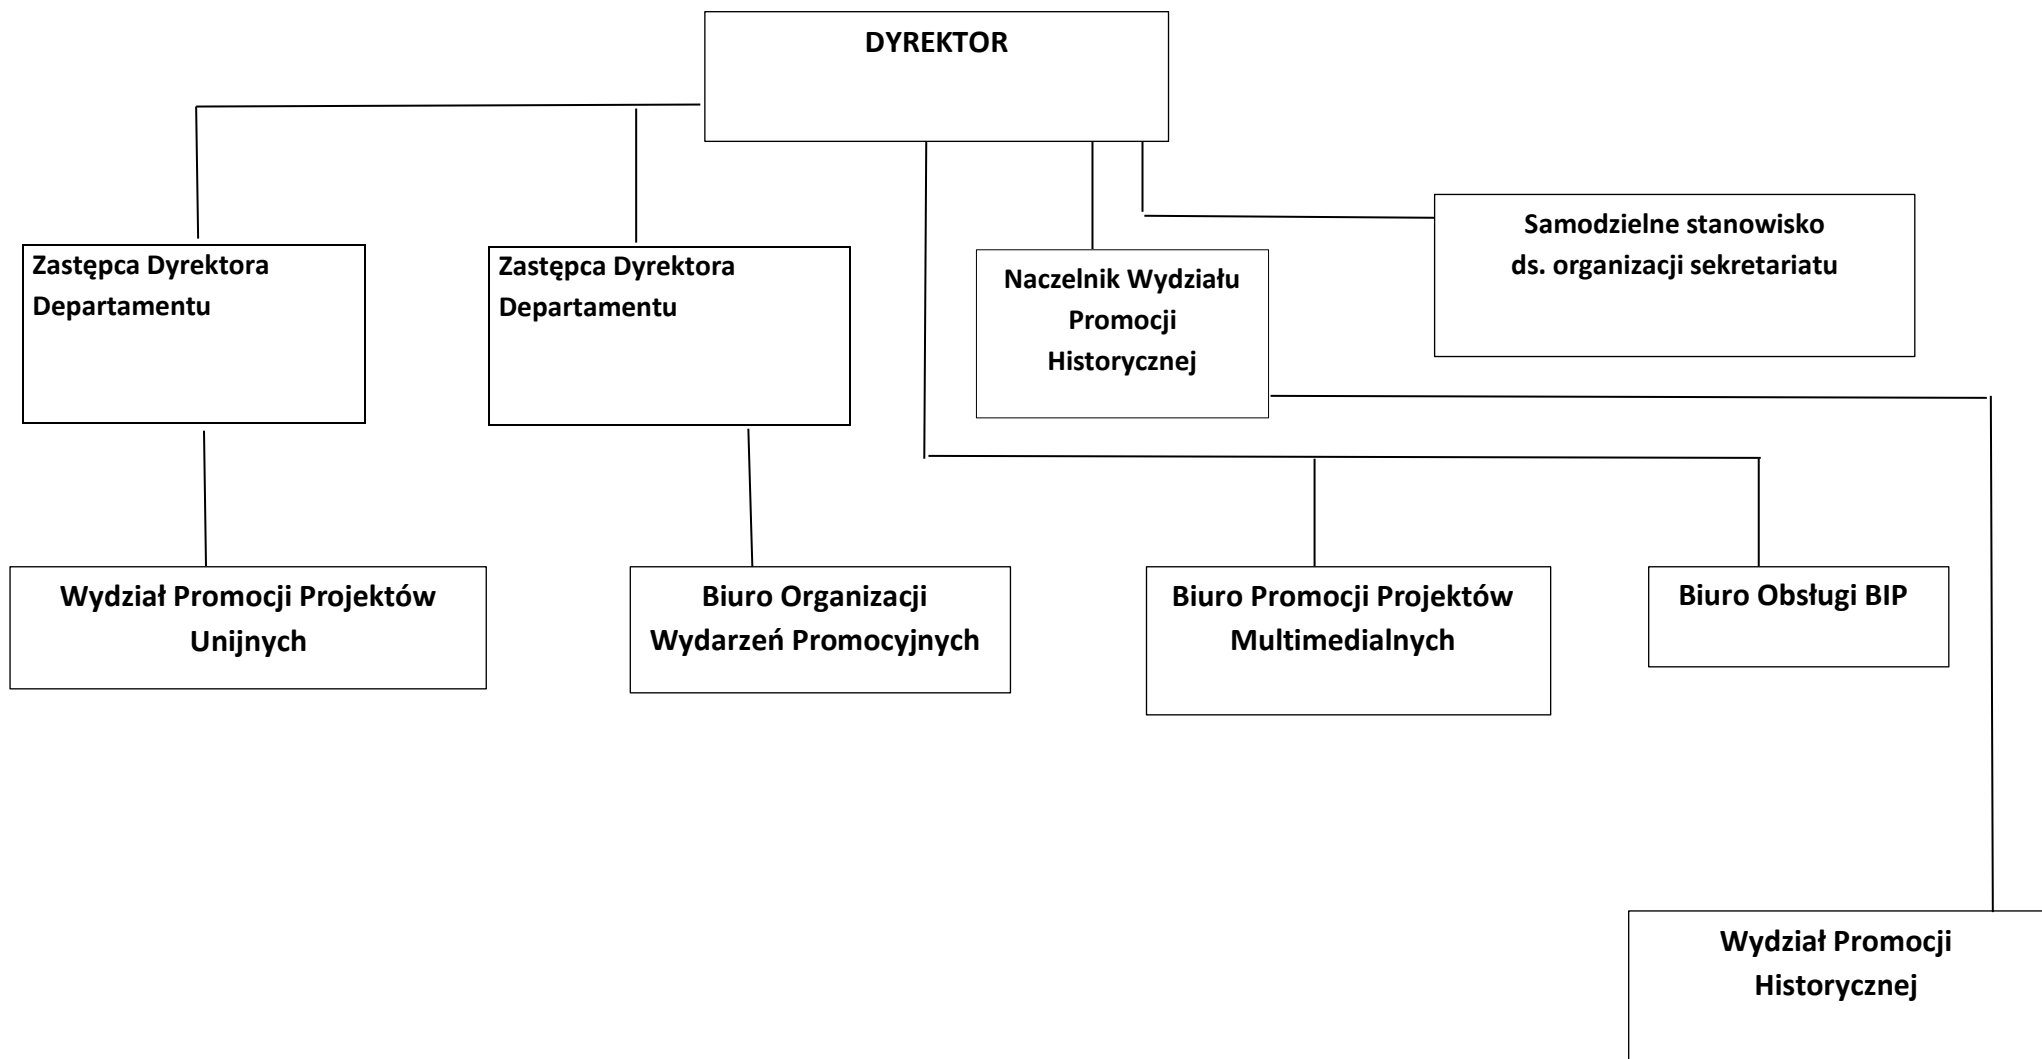 DYREKTOR
Samodzielne stanowisko
ds. organizacji sekretariatu
Zastępca Dyrektora
Departamentu
Zastępca Dyrektora
Departamentu
Naczelnik Wydziału
Promocji
Historycznej
Wydział Promocji Projektów
Unijnych
Biuro Organizacji
Wydarzeń Promocyjnych
Biuro Promocji Projektów
Multimedialnych
Biuro Obsługi BIP
Wydział Promocji
Historycznej